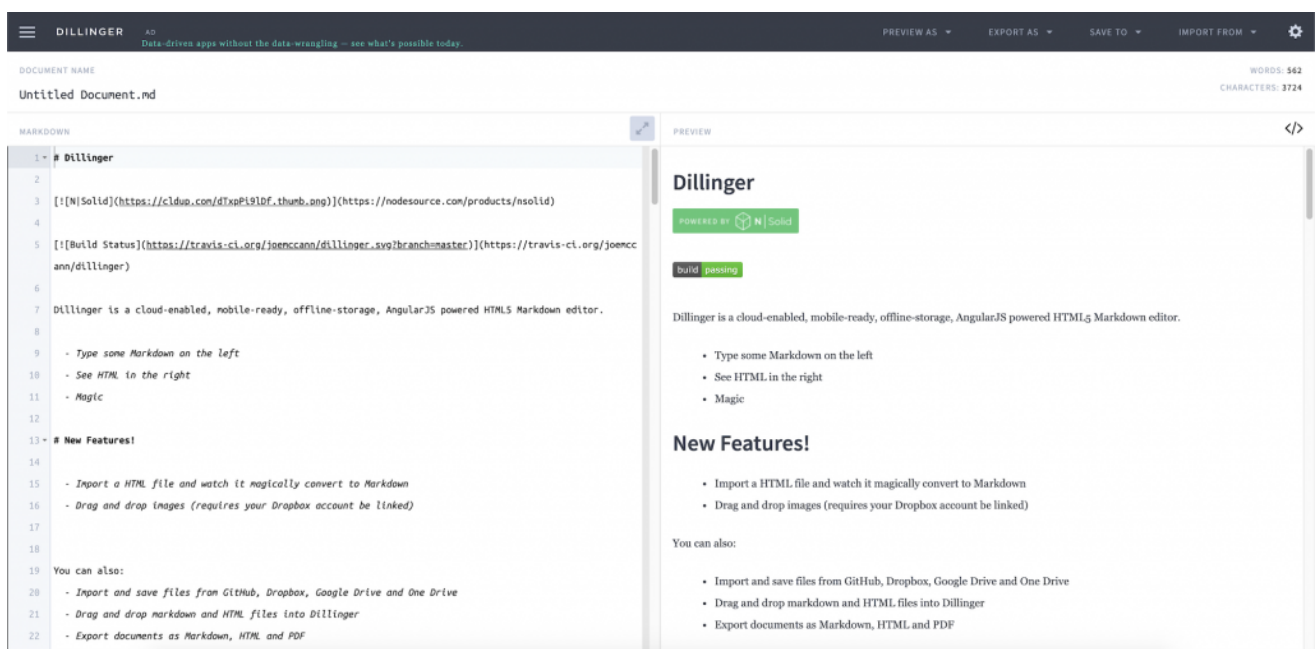 DILLINGER
AD
Data-driven apps without the data-wrangling — see what's possible today.
PREVIEW AS
EXPORT AS
SAVE TO
IMPORT FROM
DOCUMENT NAME
Untitled Document.md
WORDS: 562
CHARACTERS: 3724
MARKDOWN
1 # Dillinger
2
3 [![N|Solid](https://cldup.com/dTxpPi9lDf.thumb.png)](https://nodesource.com/products/nsolid)
4
5 [![Build Status](https://travis-ci.org/joemccann/dillinger.svg?branch=master)](https://travis-ci.org/joemcc
ann/dillinger)
6
7 Dillinger is a cloud-enabled, mobile-ready, offline-storage, AngularJS powered HTML5 Markdown editor.
8
9 - Type some Markdown on the left
10 - See HTML in the right
11 - Magic
12
13 # New Features!
14
15 - Import a HTML file and watch it magically convert to Markdown
16 - Drag and drop images (requires your Dropbox account be linked)
17
18
19 You can also:
20 - Import and save files from GitHub, Dropbox, Google Drive and One Drive
21 - Drag and drop markdown and HTML files into Dillinger
22 - Export documents as Markdown, HTML and PDF
PREVIEW
</>
Dillinger
POWERED BY N|Solid
build passing
Dillinger is a cloud-enabled, mobile-ready, offline-storage, AngularJS powered HTML5 Markdown editor.
• Type some Markdown on the left
• See HTML in the right
• Magic
New Features!
• Import a HTML file and watch it magically convert to Markdown
• Drag and drop images (requires your Dropbox account be linked)
You can also:
• Import and save files from GitHub, Dropbox, Google Drive and One Drive
• Drag and drop markdown and HTML files into Dillinger
• Export documents as Markdown, HTML and PDF